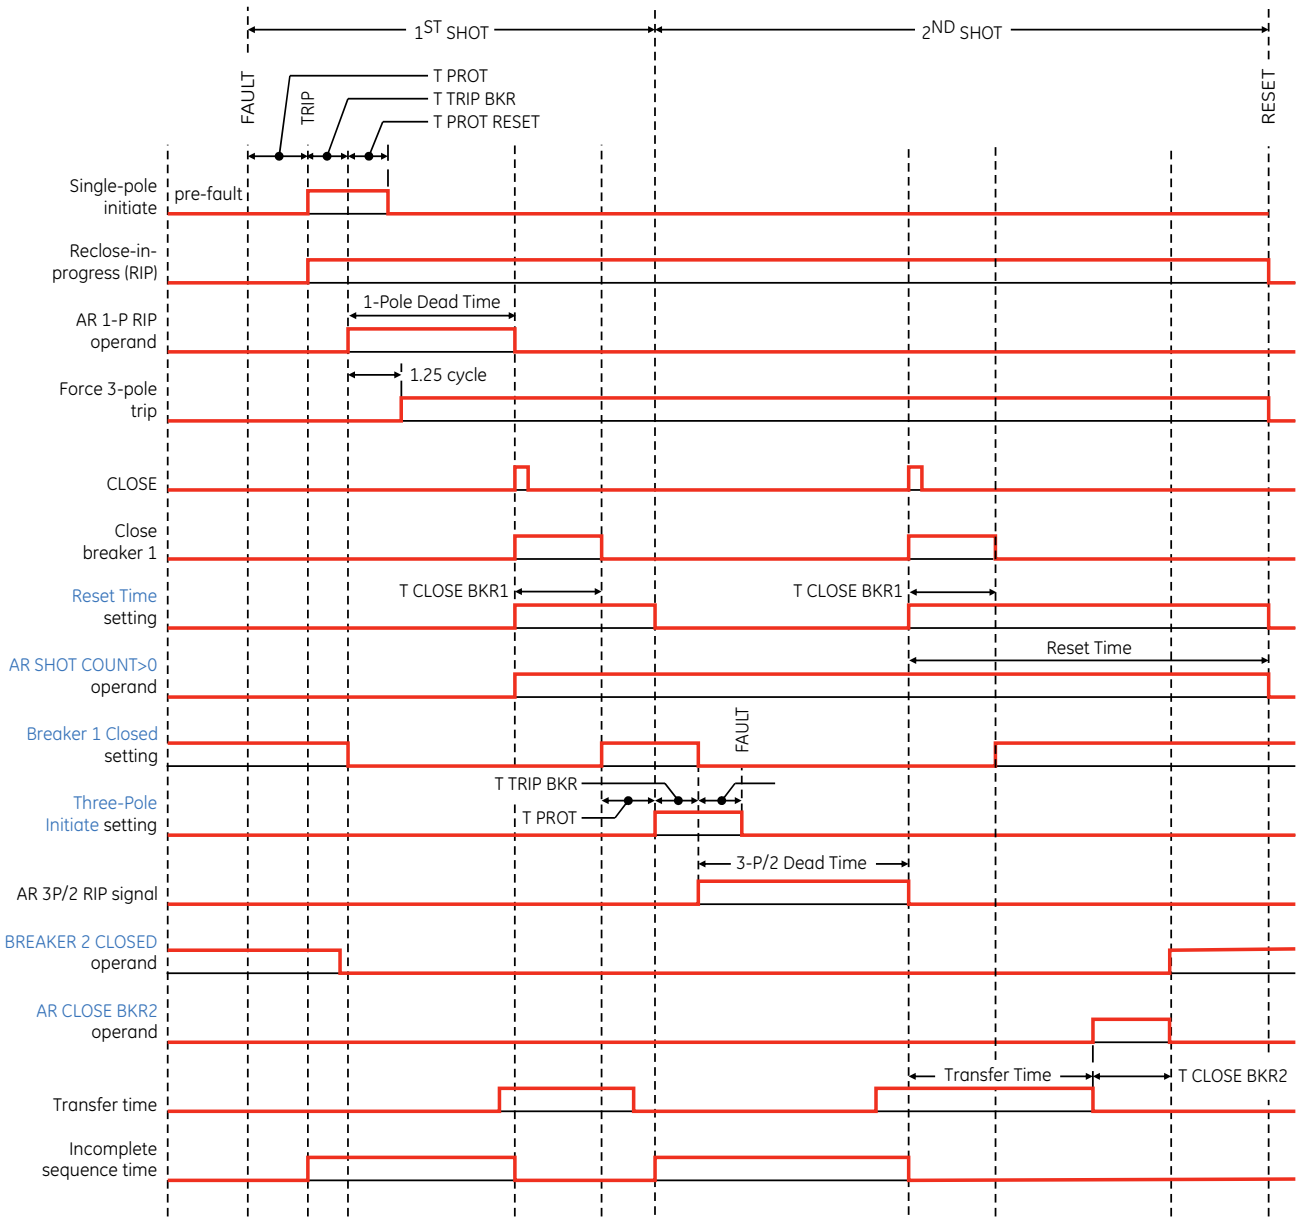 1ST SHOT
2ND SHOT
FAULT
TRIP
T PROT
T TRIP BKR
T PROT RESET
RESET
Single-pole
initiate
pre-fault
Reclose-in-
progress (RIP)
1-Pole Dead Time
AR 1-P RIP
operand
1.25 cycle
Force 3-pole
trip
CLOSE
Close
breaker 1
T CLOSE BKR1
T CLOSE BKR1
Reset Time
setting
Reset Time
AR SHOT COUNT>0
operand
FAULT
Breaker 1 Closed
setting
T TRIP BKR
T PROT
Three-Pole
Initiate setting
3-P/2 Dead Time
AR 3P/2 RIP signal
BREAKER 2 CLOSED
operand
AR CLOSE BKR2
operand
Transfer Time
T CLOSE BKR2
Transfer time
Incomplete
sequence time